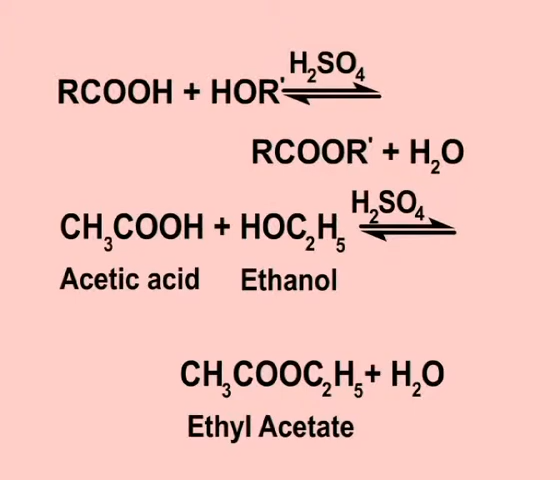 H₂SO₄
RCOOH + HOR' ⇌
RCOOR' + H₂O
H₂SO₄
CH₃COOH + HOC₂H₅ ⇌
Acetic acid Ethanol
CH₃COOC₂H₅+ H₂O
Ethyl Acetate